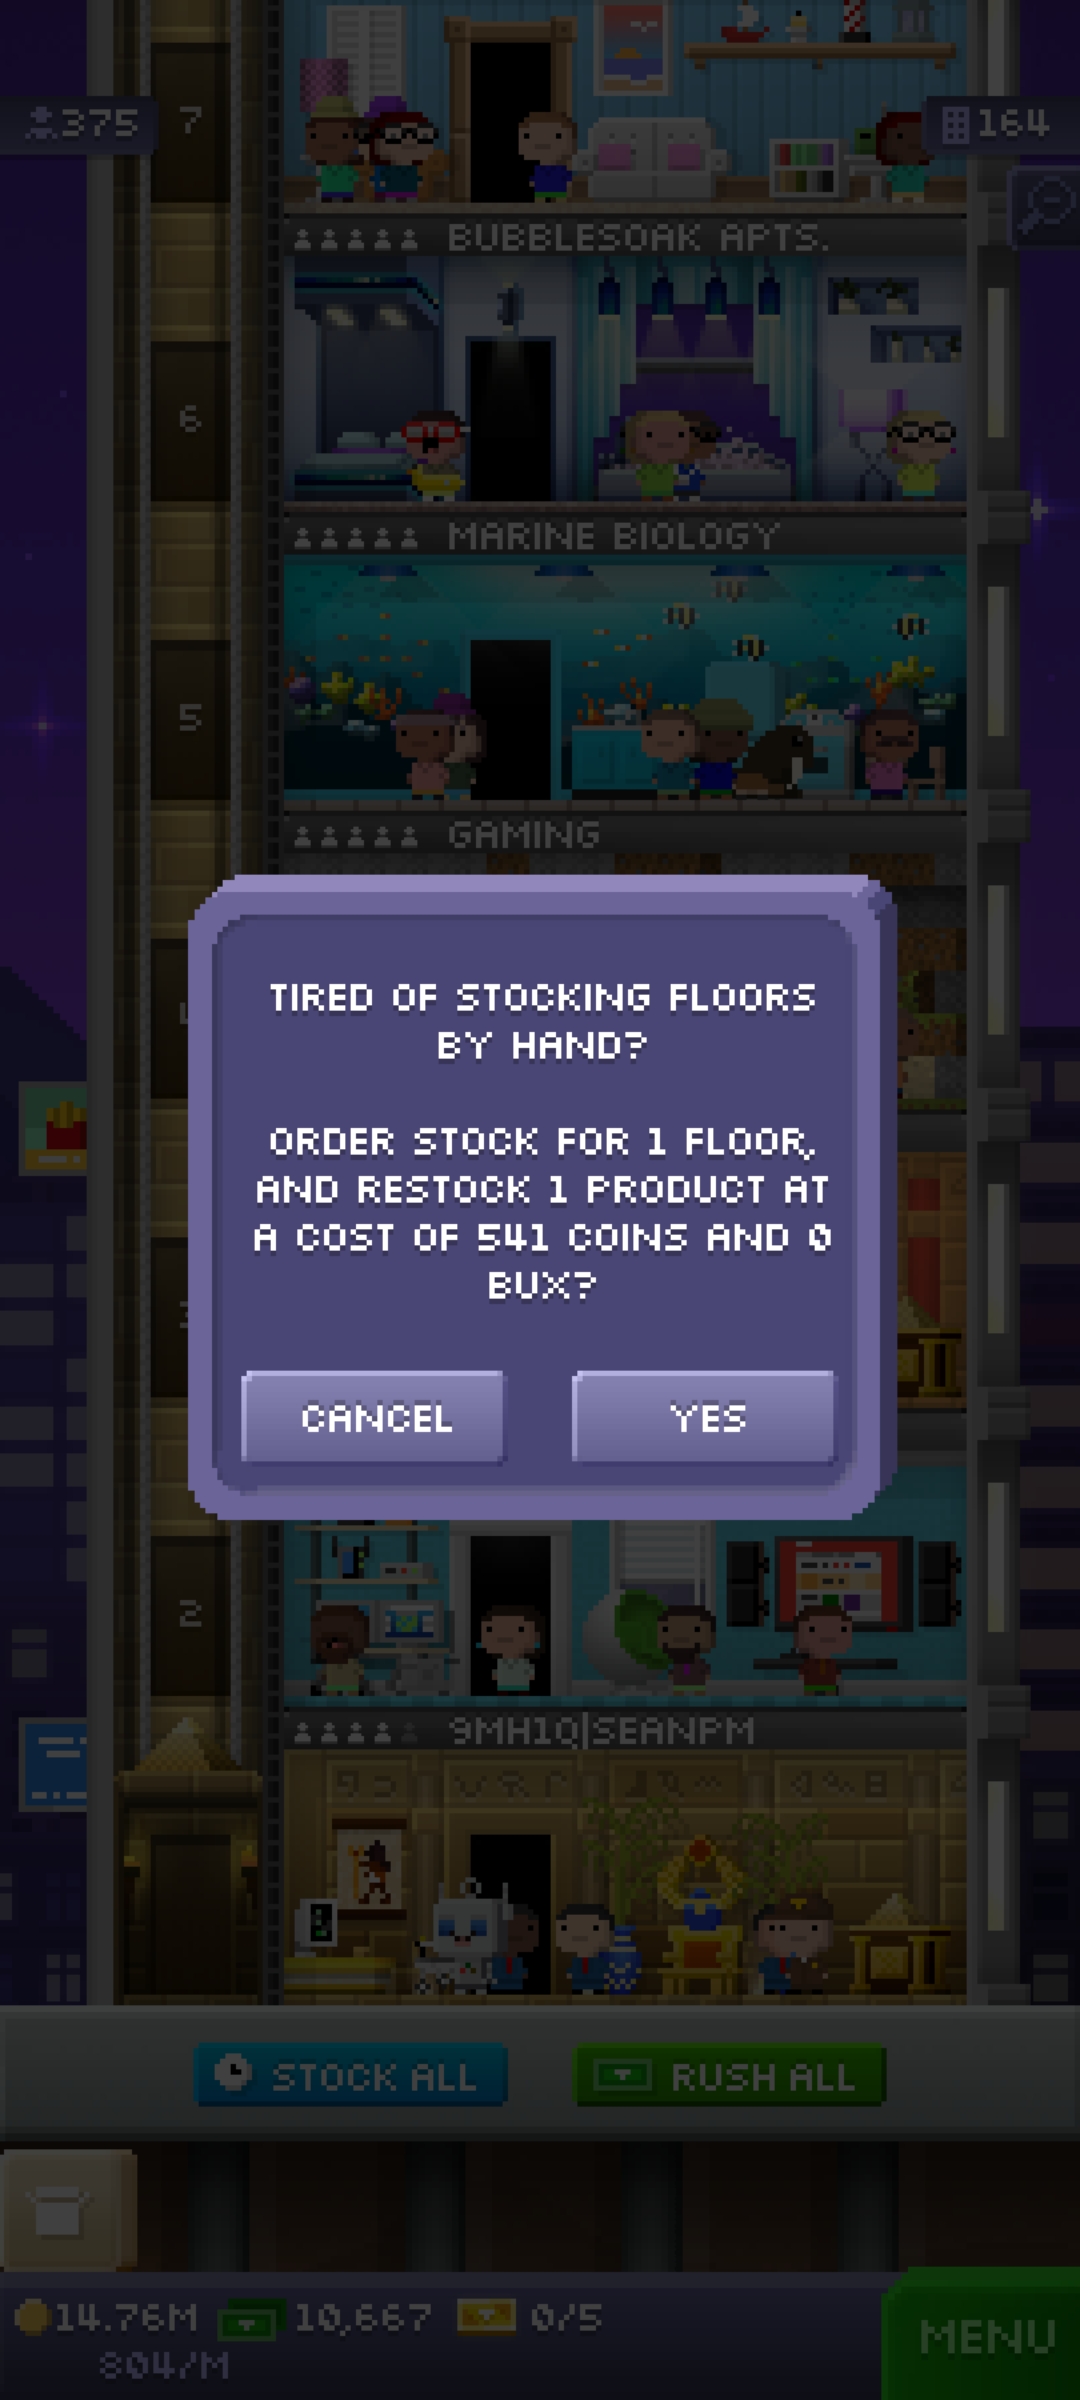 375
7
164
BUBBLESOAK APTS.
6
MARINE BIOLOGY
5
GAMING
TIRED OF STOCKING FLOORS
BY HAND?
ORDER STOCK FOR 1 FLOOR,
AND RESTOCK 1 PRODUCT AT
A COST OF 541 COINS AND 0
BUX?
CANCEL
YES
2
9MH1Q|SEANPM
STOCK ALL
RUSH ALL
14.76M
10,667
0/5
804/M
MENU